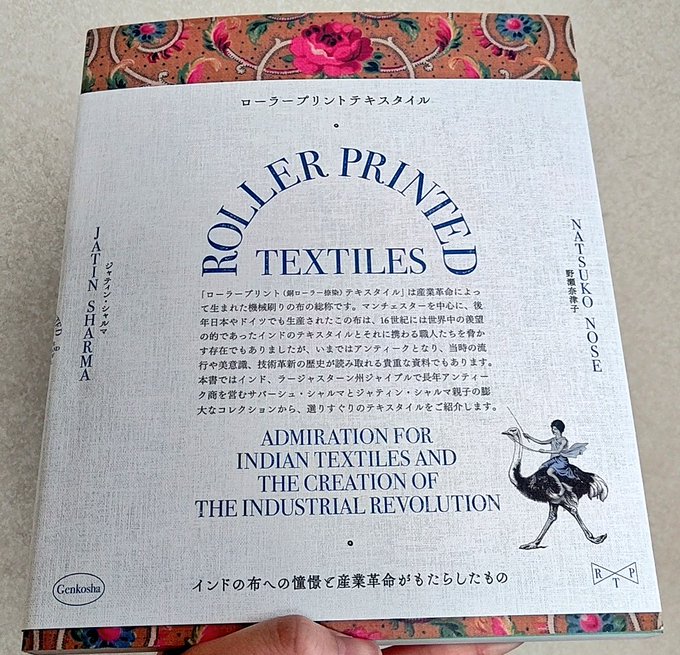 ローラープリントテキスタイル
ROLLER PRINTED
TEXTILES
JATIN SHARMA
ジャティン・シャルマ
NATSUKO NOSE
野瀬奈津子
「ローラープリント（銅ローラー捺染）テキスタイル」は産業革命によっ
て生まれた機械刷りの布の総称です。マンチェスターを中心に、後
年日本やドイツでも生産されたこの布は、16世紀には世界中の羨望
の的であったインドのテキスタイルとそれに携わる職人たちを脅か
す存在でもありましたが、いまではアンティークとなり、当時の流
行や美意識、技術革新の歴史が読み取れる貴重な資料でもあります。
本書ではインド、ラージャスターン州ジャイプルで長年アンティー
ク商を営むサバーシュ・シャルマとジャティン・シャルマ親子の膨
大なコレクションから、選りすぐりのテキスタイルをご紹介します。
ADMIRATION FOR
INDIAN TEXTILES AND
THE CREATION OF
THE INDUSTRIAL REVOLUTION
インドの布への憧憬と産業革命がもたらしたもの
Genkosha
R T P